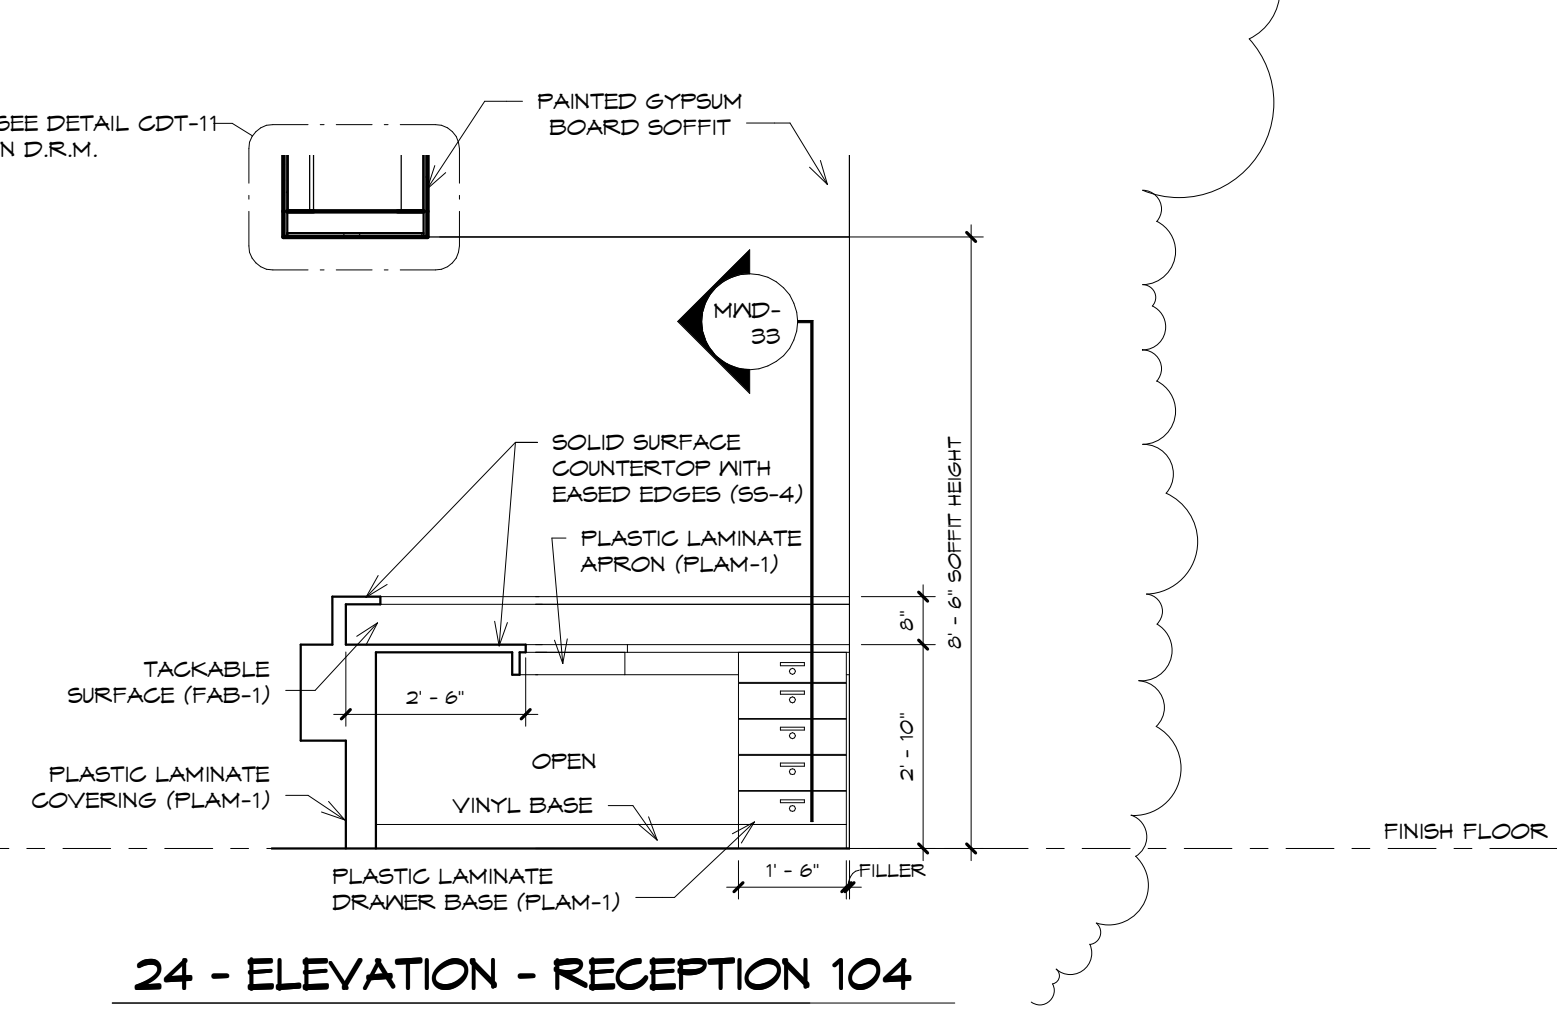 SEE DETAIL CDT-11
N D.R.M.
PAINTED GYPSUM
BOARD SOFFIT
MWD-
33
SOLID SURFACE
COUNTERTOP WITH
EASED EDGES (SS-4)
PLASTIC LAMINATE
APRON (PLAM-1)
8' - 6" SOFFIT HEIGHT
8"
2' - 10"
TACKABLE
SURFACE (FAB-1)
2' - 6"
OPEN
PLASTIC LAMINATE
COVERING (PLAM-1)
VINYL BASE
FINISH FLOOR
1' - 6"
FILLER
PLASTIC LAMINATE
DRAWER BASE (PLAM-1)
24 - ELEVATION - RECEPTION 104